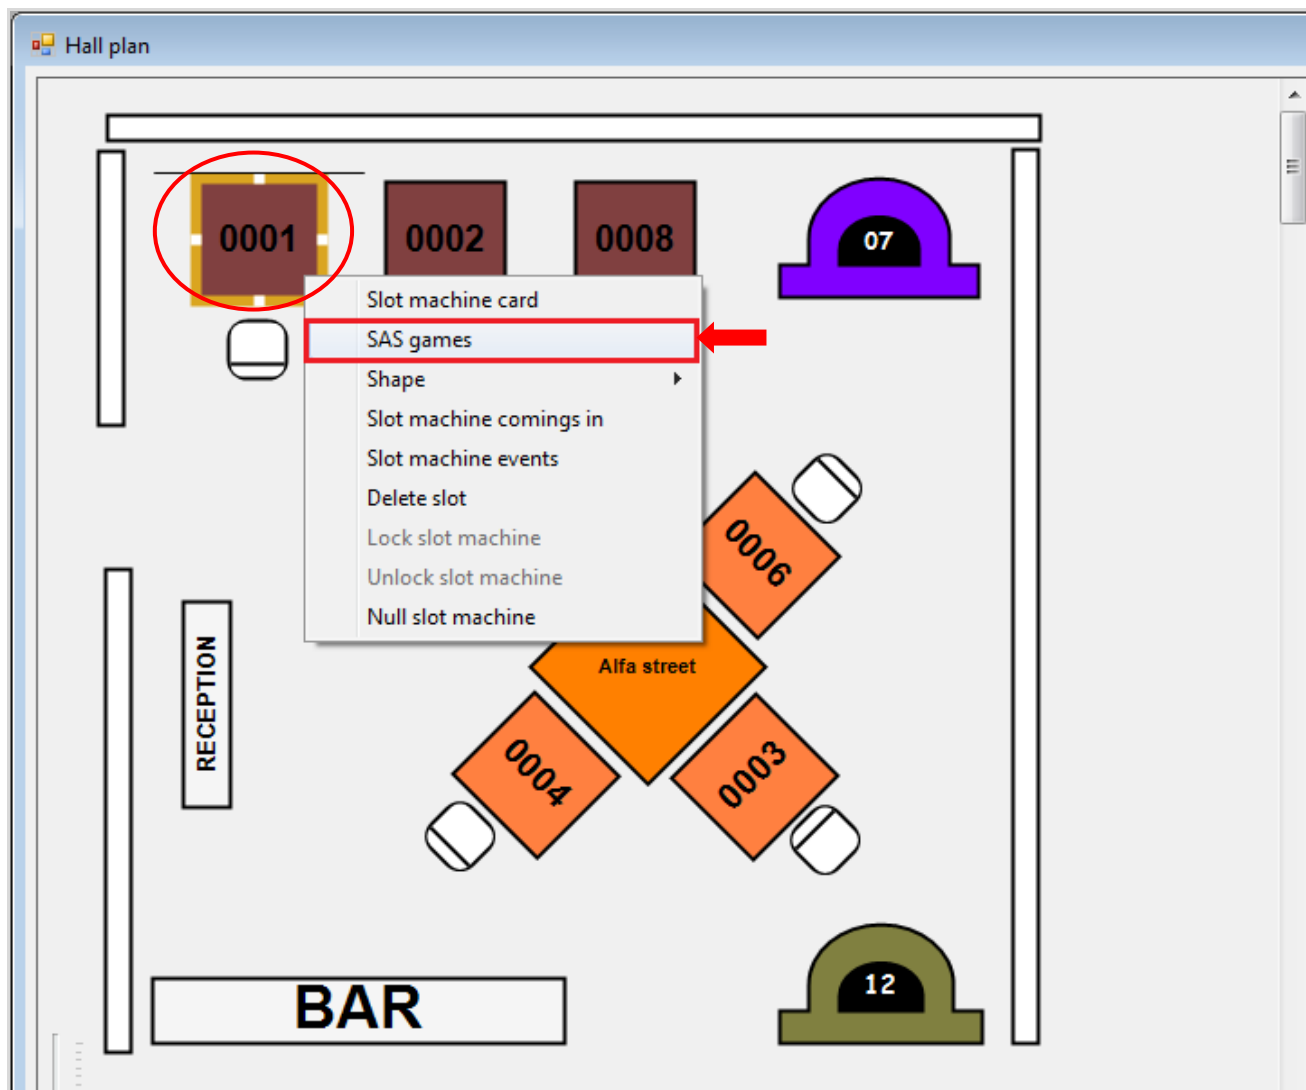 Hall plan
0001
0002
0008
07
Slot machine card
SAS games
Shape
Slot machine comings in
Slot machine events
Delete slot
Lock slot machine
Unlock slot machine
Null slot machine
0006
RECEPTION
Alfa street
0004
0003
12
BAR